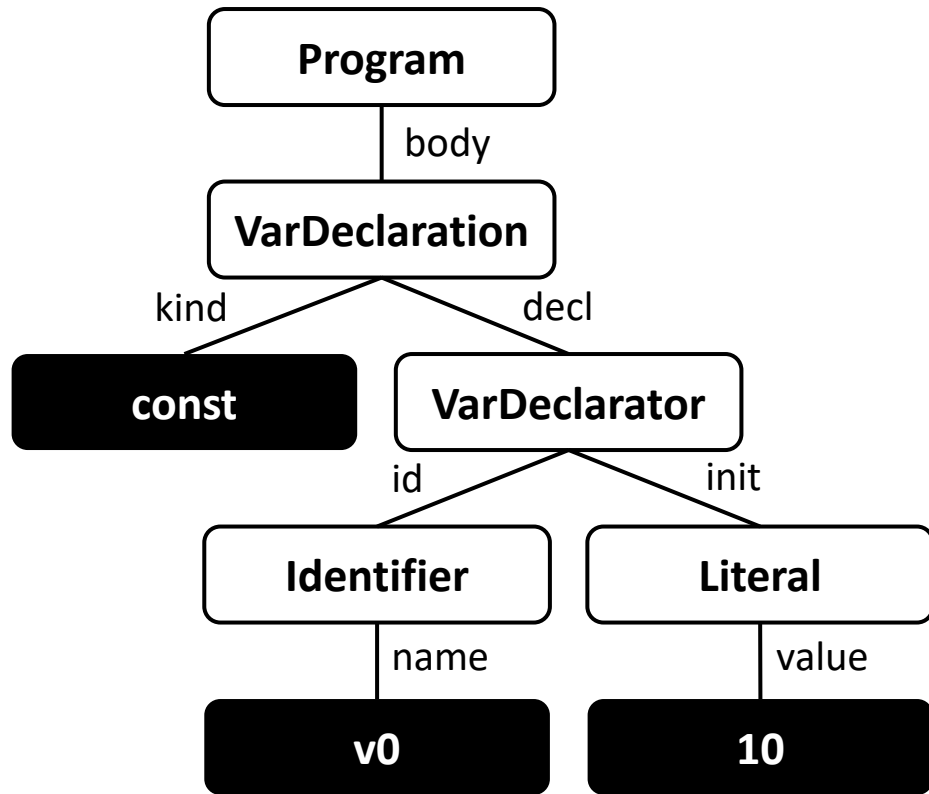 Program
body
VarDeclaration
kind
decl
const
VarDeclarator
id
init
Identifier
Literal
name
value
v0
10